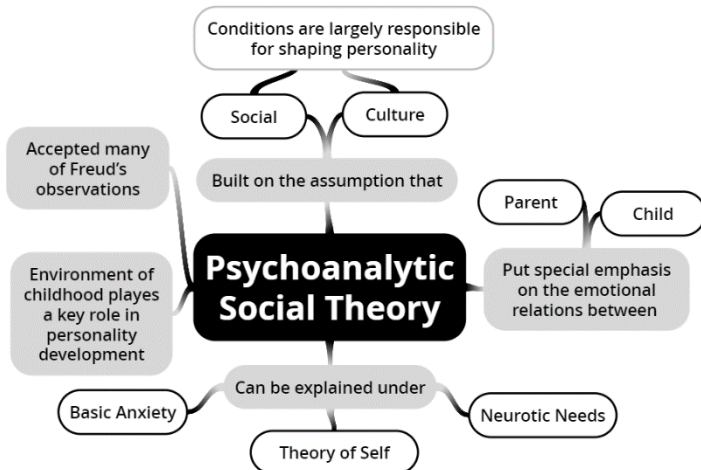 Conditions are largely responsible
for shaping personality
Social
Culture
Accepted many
of Freud's
observations
Built on the assumption that
Parent
Child
Psychoanalytic
Social Theory
Put special emphasis
on the emotional
relations between
Environment of
childhood playes
a key role in
personality
development
Can be explained under
Basic Anxiety
Neurotic Needs
Theory of Self